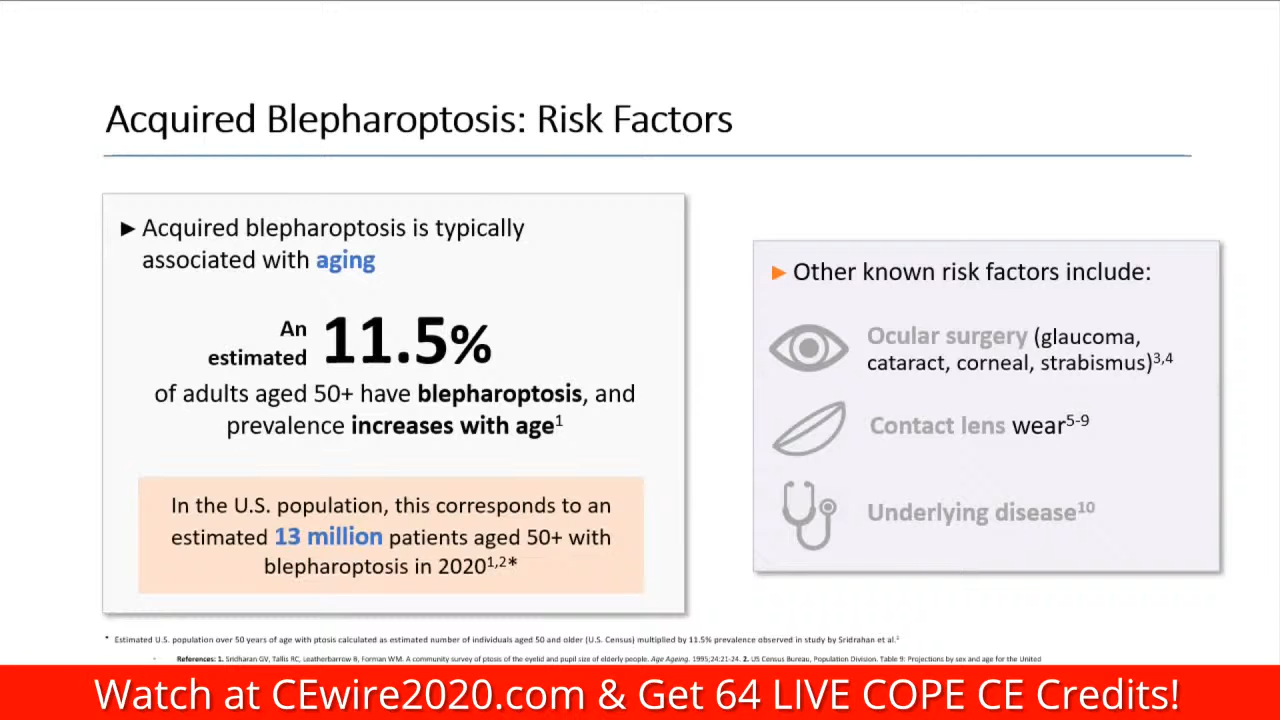 Acquired Blepharoptosis: Risk Factors
► Acquired blepharoptosis is typically
associated with aging
An
estimated 11.5%
of adults aged 50+ have blepharoptosis, and
prevalence increases with age1
In the U.S. population, this corresponds to an
estimated 13 million patients aged 50+ with
blepharoptosis in 20201,2*
► Other known risk factors include:
Ocular surgery (glaucoma,
cataract, corneal, strabismus)3,4
Contact lens wear5-9
Underlying disease10
* Estimated U.S. population over 50 years of age with ptosis calculated as estimated number of individuals aged 50 and older (U.S. Census) multiplied by 11.5% prevalence observed in study by Sridrahan et al.1
References: 1. Sridharan GV, Tallis RC, Leatherbarrow B, Forman WM. A community survey of ptosis of the eyelid and pupil size of elderly people. Age Ageing. 1995;24:21-24. 2. US Census Bureau, Population Division. Table 9: Projections by sex and age for the United
Watch at CEwire2020.com & Get 64 LIVE COPE CE Credits!